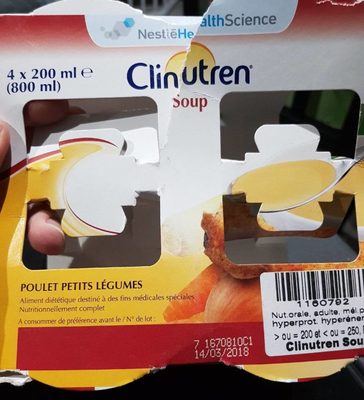 NestléHe althScience
4 x 200 ml e
(800 ml)
Clinutren®
Soup
POULET PETITS LÉGUMES
Aliment diététique destiné à des fins médicales spéciales.
Nutritionnellement complet
A consommer de préférence avant le / N° de lot :
7 1670810C1
14/03/2018
1160792
Nut.orale, adulte, mél.p
hyperprot. hyperéner
> ou = 200 et < ou = 250,
Clinutren Sou